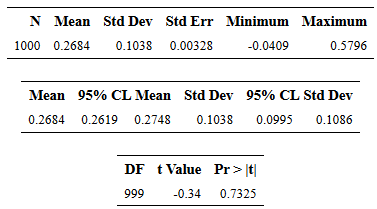 N Mean Std Dev Std Err Minimum Maximum
1000 0.2684 0.1038 0.00328 -0.0409 0.5796
Mean 95% CL Mean Std Dev 95% CL Std Dev
0.2684 0.2619 0.2748 0.1038 0.0995 0.1086
DF t Value Pr > |t|
999 -0.34 0.7325